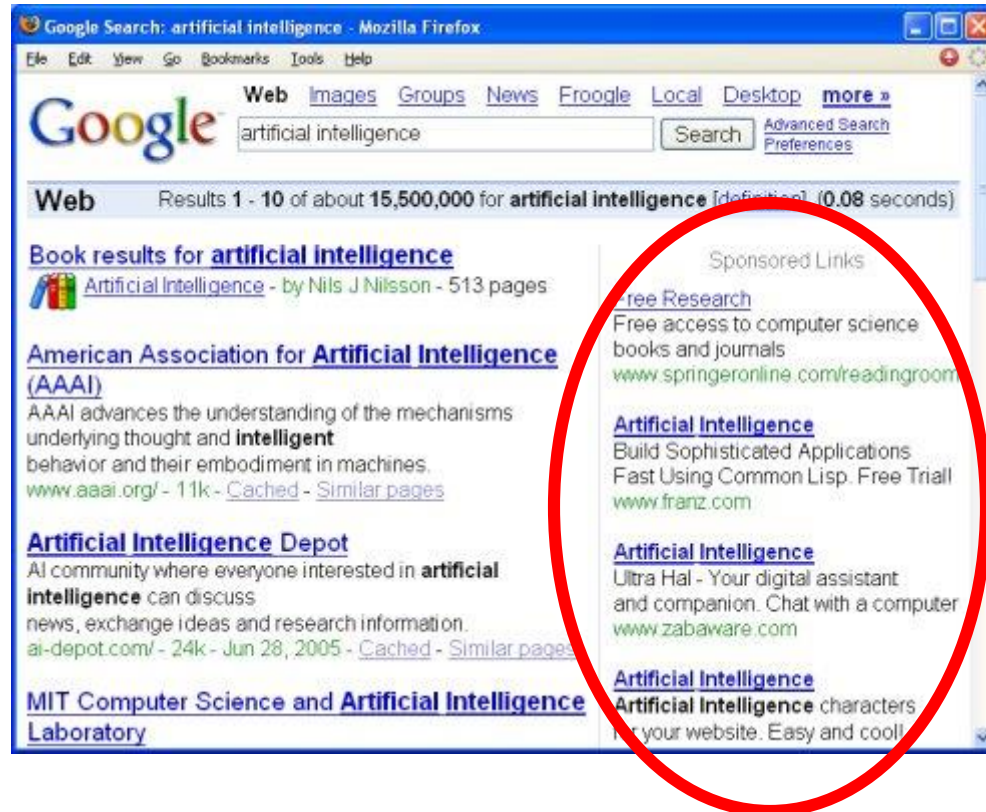 Google Search: artificial intelligence - Mozilla Firefox
File Edit View Go Bookmarks Tools Help
Web Images Groups News Froogle Local Desktop more »
Google
artificial intelligence
Search
Advanced Search
Preferences
Web Results 1 - 10 of about 15,500,000 for artificial intelligence [definition]. (0.08 seconds)
Book results for artificial intelligence
Artificial Intelligence - by Nils J Nilsson - 513 pages
American Association for Artificial Intelligence
(AAAI)
AAAI advances the understanding of the mechanisms
underlying thought and intelligent
behavior and their embodiment in machines.
www.aaai.org/ - 11k - Cached - Similar pages
Artificial Intelligence Depot
AI community where everyone interested in artificial
intelligence can discuss
news, exchange ideas and research information.
ai-depot.com/ - 24k - Jun 28, 2005 - Cached - Similar pages
MIT Computer Science and Artificial Intelligence
Laboratory
Sponsored Links
Free Research
Free access to computer science
books and journals
www.springeronline.com/readingroom
Artificial Intelligence
Build Sophisticated Applications
Fast Using Common Lisp. Free Trial!
www.franz.com
Artificial Intelligence
Ultra Hal - Your digital assistant
and companion. Chat with a computer
www.zabaware.com
Artificial Intelligence
Artificial Intelligence characters
for your website. Easy and cool!